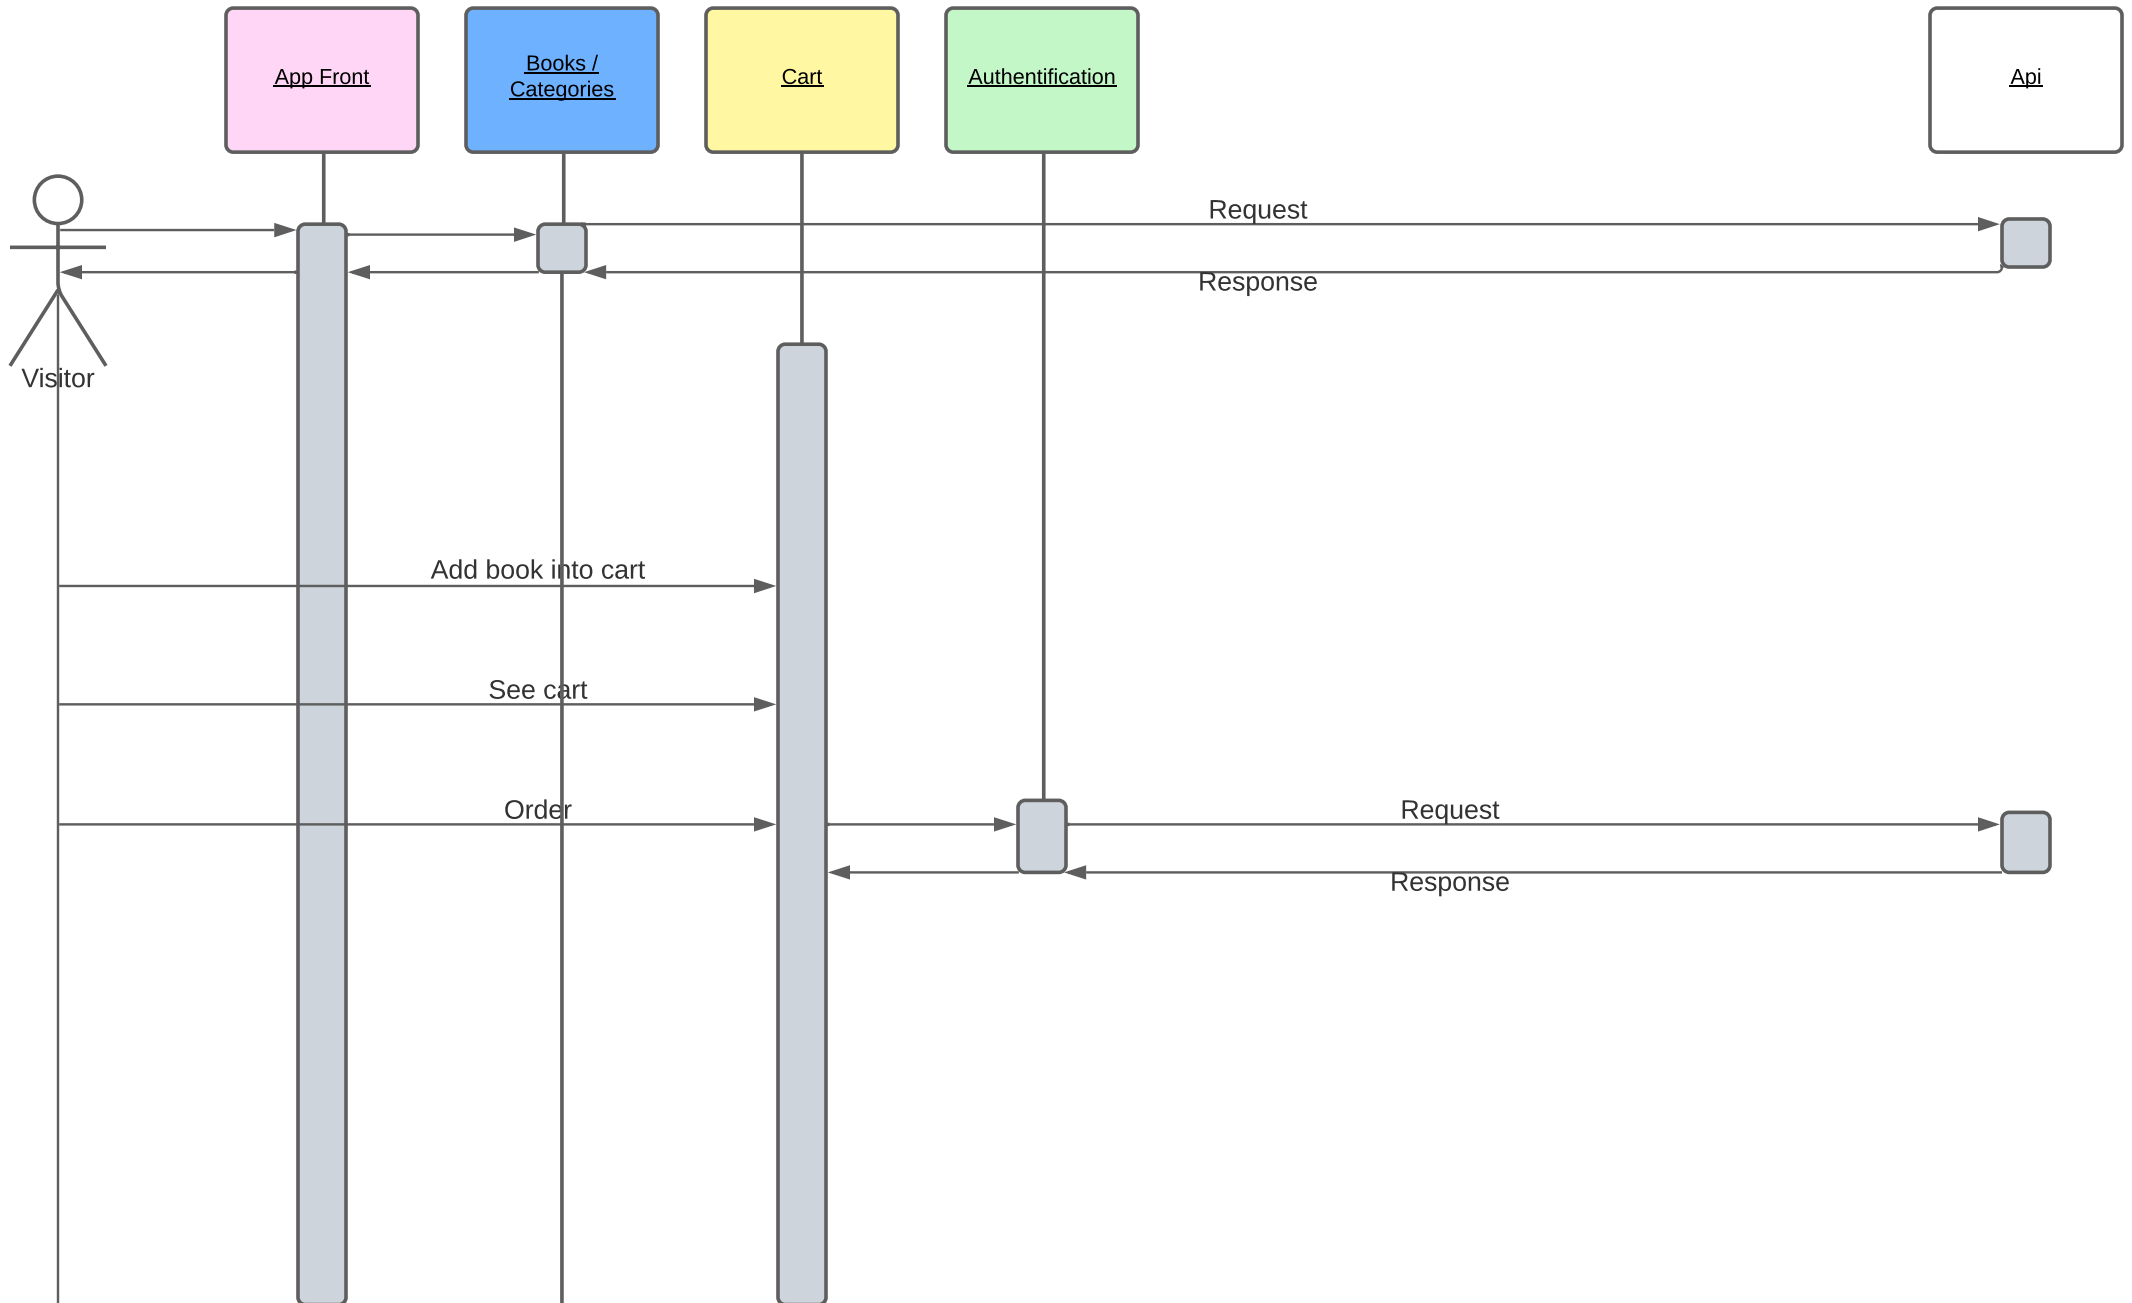 App Front
Books /
Categories
Cart
Authentification
Api
Request
Response
Visitor
Add book into cart
See cart
Order
Request
Response